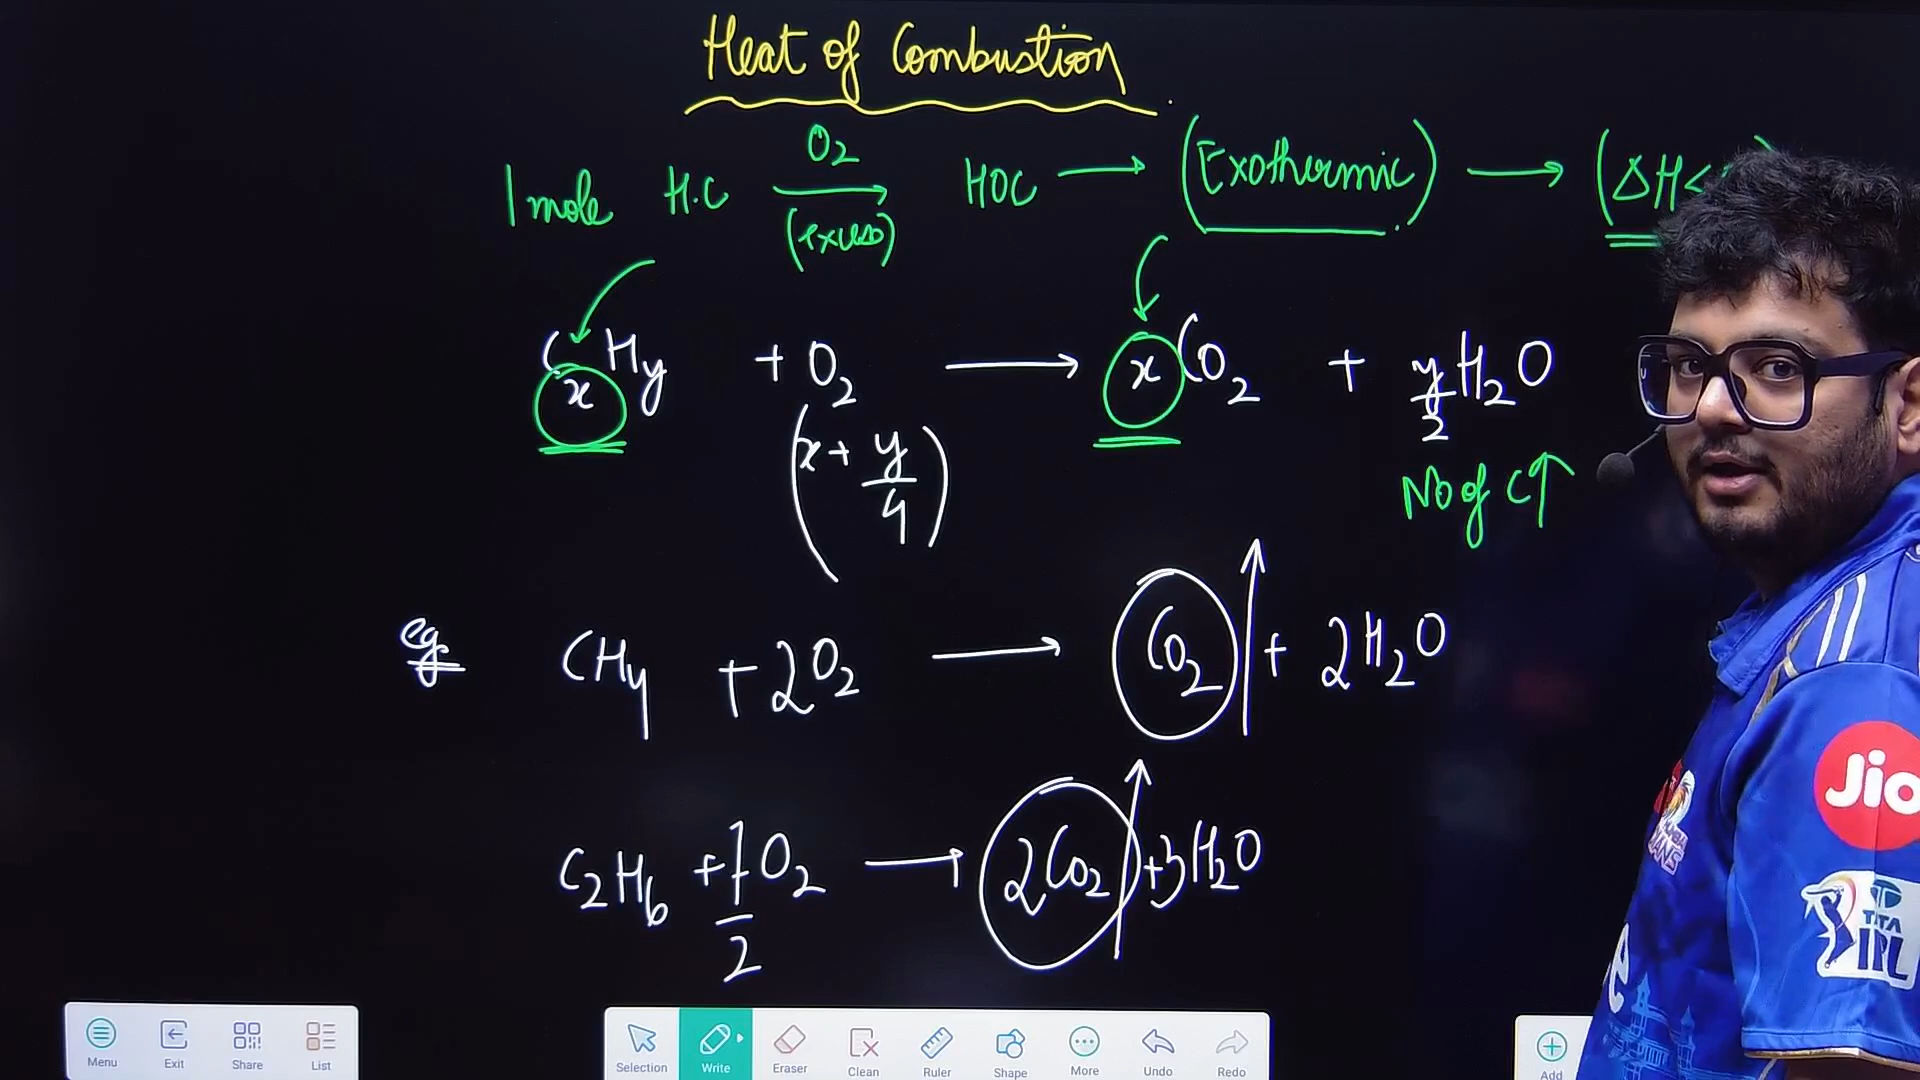 Heat of Combustion
1 mole H.C O2 (excess) HOC → (Exothermic) → (ΔH<
CxHy + O2 → xCO2 + y/2 H2O
(x + y/4)
No of C↑
eg. CH4 + 2O2 → CO2↑ + 2H2O
C2H6 + 7/2 O2 → 2CO2↑ + 3H2O
Jio
TATA
IPL
Menu Exit Share List
Selection Write Eraser Clean Ruler Shape More Undo Redo
Add